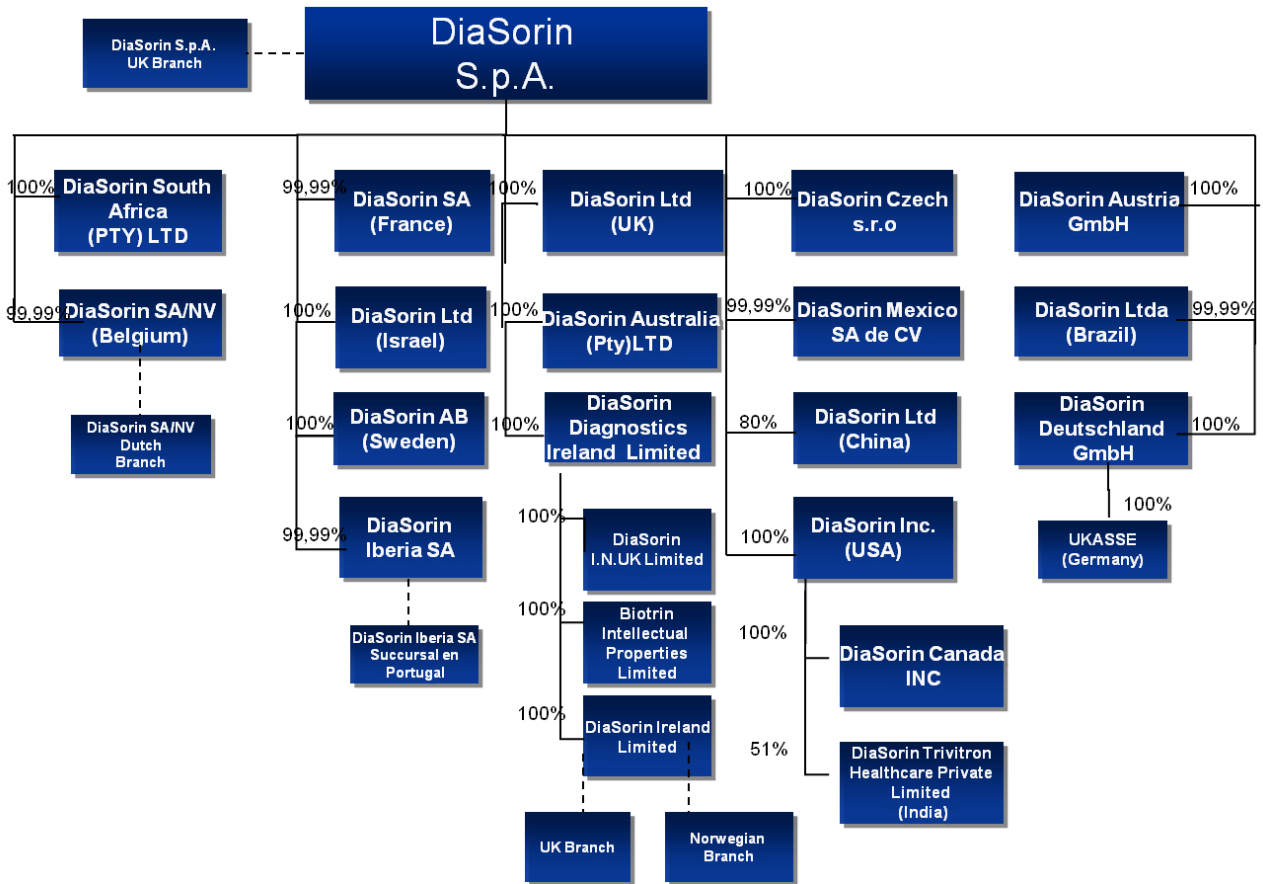 DiaSorin
S.p.A.
DiaSorin S.p.A.
UK Branch
100%
DiaSorin South
Africa
(PTY) LTD
99,99%
DiaSorin SA (France)
100%
DiaSorin Ltd
(UK)
100%
DiaSorin Czech
s.r.o
DiaSorin Austria
GmbH
100%
99,99%
DiaSorin SA/NV
(Belgium)
100%
DiaSorin Ltd
(Israel)
100%
DiaSorin Australia
(Pty)LTD
99,99%
DiaSorin Mexico
SA de CV
DiaSorin Ltda
(Brazil)
99,99%
DiaSorin SA/NV
Dutch
Branch
100%
DiaSorin AB
(Sweden)
100%
DiaSorin
Diagnostics
Ireland Limited
80%
DiaSorin Ltd
(China)
DiaSorin
Deutschland
GmbH
100%
99,99%
DiaSorin
Iberia SA
100%
DiaSorin
I.N.UK Limited
100%
DiaSorin Inc.
(USA)
100%
UKASSE
(Germany)
DiaSorin Iberia SA
Succursal en
Portugal
100%
Biotrin
Intellectual
Properties
Limited
100%
DiaSorin Canada
INC
100%
DiaSorin Ireland
Limited
51%
DiaSorin Trivitron
Healthcare Private
Limited
(India)
UK Branch
Norwegian
Branch